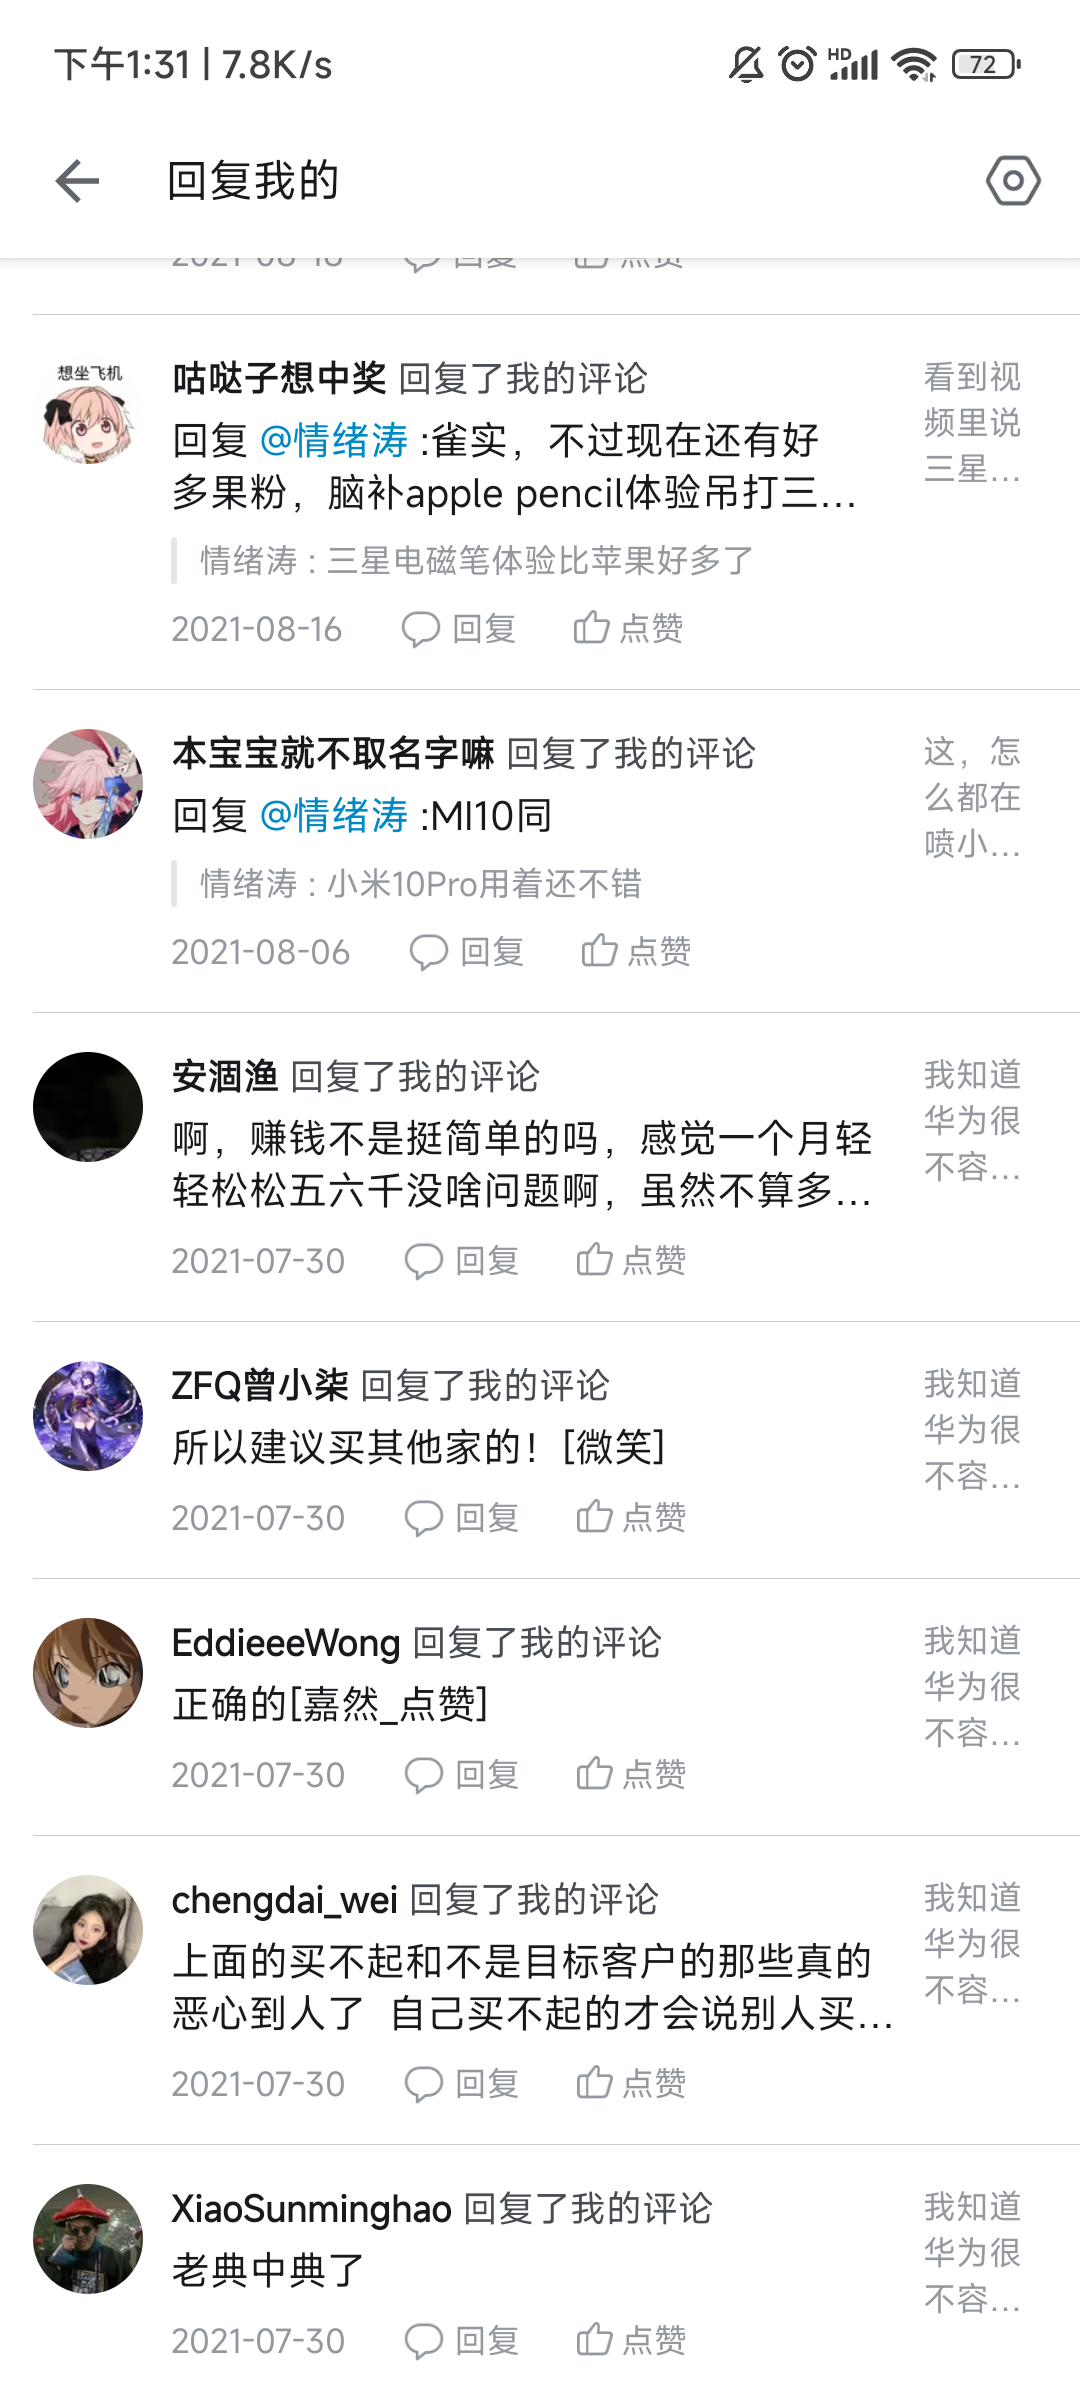 下午1:31 | 7.8K/s
HD
72
回复我的
2021-08-18 回复 点赞
想坐飞机
咕哒子想中奖 回复了我的评论
回复 @情绪涛 :雀实，不过现在还有好
多果粉，脑补apple pencil体验吊打三…
情绪涛 : 三星电磁笔体验比苹果好多了
2021-08-16 回复 点赞
看到视
频里说
三星…
本宝宝就不取名字嘛 回复了我的评论
回复 @情绪涛 :MI10同
情绪涛 : 小米10Pro用着还不错
2021-08-06 回复 点赞
这，怎
么都在
喷小…
安涸渔 回复了我的评论
啊，赚钱不是挺简单的吗，感觉一个月轻
轻松松五六千没啥问题啊，虽然不算多…
2021-07-30 回复 点赞
我知道
华为很
不容…
ZFQ曾小柒 回复了我的评论
所以建议买其他家的！[微笑]
2021-07-30 回复 点赞
我知道
华为很
不容…
EddieeeWong 回复了我的评论
正确的[嘉然_点赞]
2021-07-30 回复 点赞
我知道
华为很
不容…
chengdai_wei 回复了我的评论
上面的买不起和不是目标客户的那些真的
恶心到人了 自己买不起的才会说别人买…
2021-07-30 回复 点赞
我知道
华为很
不容…
XiaoSunminghao 回复了我的评论
老典中典了
2021-07-30 回复 点赞
我知道
华为很
不容…